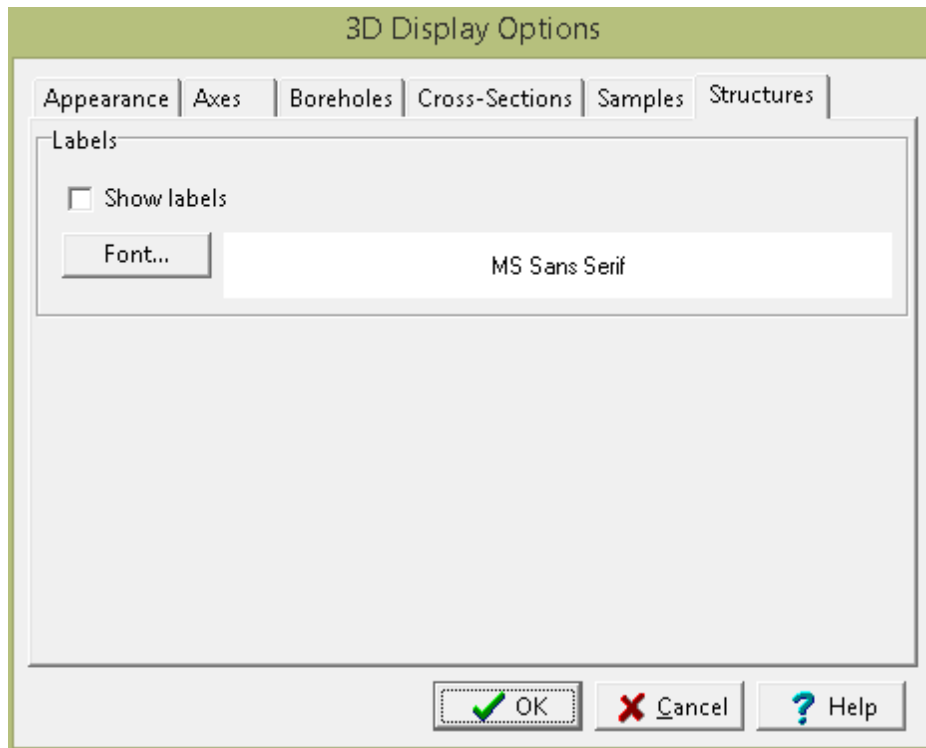 3D Display Options
Appearance Axes Boreholes Cross-Sections Samples Structures
Labels
Show labels
Font... MS Sans Serif
OK Cancel Help